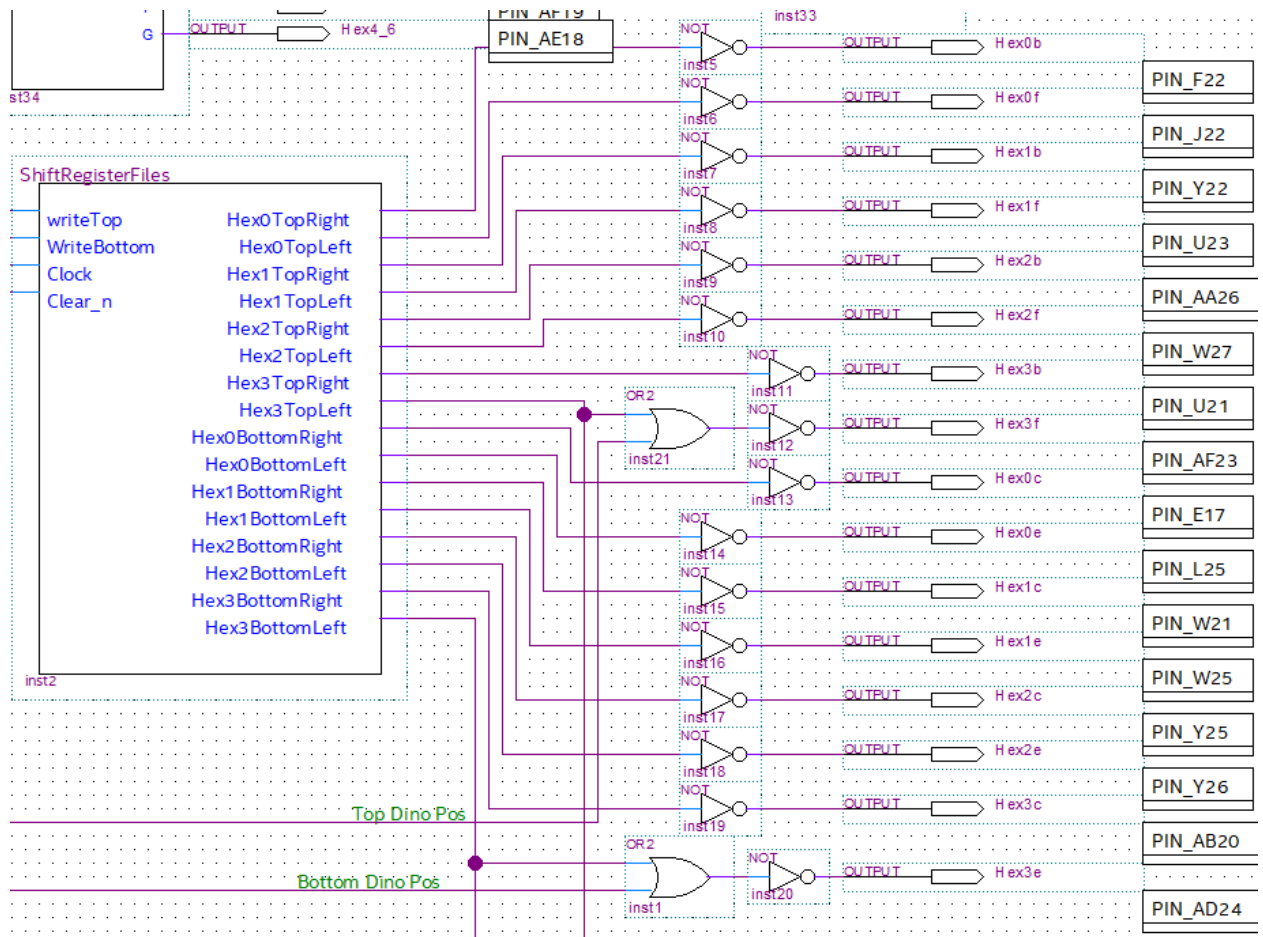 G
OUTPUT
Hex4_6
PIN_AF19
PIN_AE18
inst33
st34
NOT
inst5
OUTPUT
Hex0b
PIN_F22
NOT
inst6
OUTPUT
Hex0f
PIN_J22
NOT
inst7
OUTPUT
Hex1b
PIN_Y22
NOT
inst8
OUTPUT
Hex1f
PIN_U23
NOT
inst9
OUTPUT
Hex2b
PIN_AA26
NOT
inst10
OUTPUT
Hex2f
PIN_W27
NOT
inst11
OUTPUT
Hex3b
PIN_U21
OR2
inst21
NOT
inst12
OUTPUT
Hex3f
PIN_AF23
NOT
inst13
OUTPUT
Hex0c
PIN_E17
NOT
inst14
OUTPUT
Hex0e
PIN_L25
NOT
inst15
OUTPUT
Hex1c
PIN_W21
NOT
inst16
OUTPUT
Hex1e
PIN_W25
NOT
inst17
OUTPUT
Hex2c
PIN_Y25
NOT
inst18
OUTPUT
Hex2e
PIN_Y26
NOT
inst19
OUTPUT
Hex3c
PIN_AB20
OR2
inst1
NOT
inst20
OUTPUT
Hex3e
PIN_AD24
ShiftRegisterFiles
writeTop
WriteBottom
Clock
Clear_n
Hex0TopRight
Hex0TopLeft
Hex1TopRight
Hex1TopLeft
Hex2TopRight
Hex2TopLeft
Hex3TopRight
Hex3TopLeft
Hex0BottomRight
Hex0BottomLeft
Hex1BottomRight
Hex1BottomLeft
Hex2BottomRight
Hex2BottomLeft
Hex3BottomRight
Hex3BottomLeft
inst2
Top Dino Pos
Bottom Dino Pos